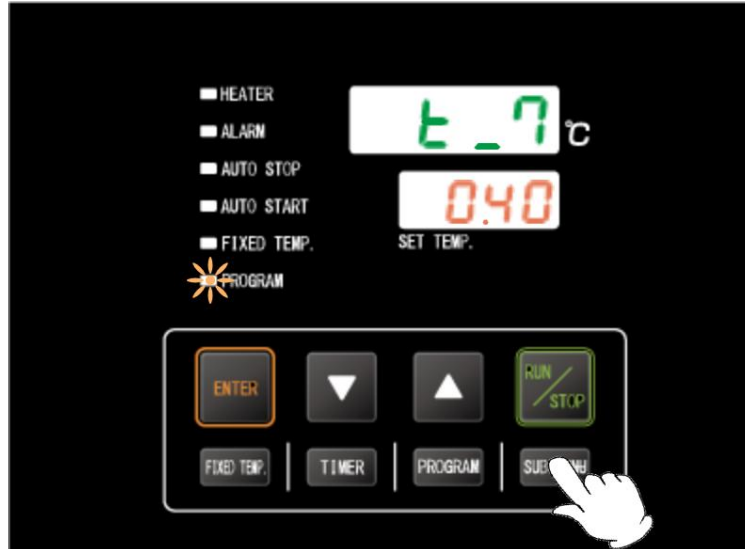 HEATER
ALARM
AUTO STOP
AUTO START
FIXED TEMP.
PROGRAM
t_7 ℃
0.40
SET TEMP.
ENTER
RUN/STOP
FIXED TEMP.
TIMER
PROGRAM